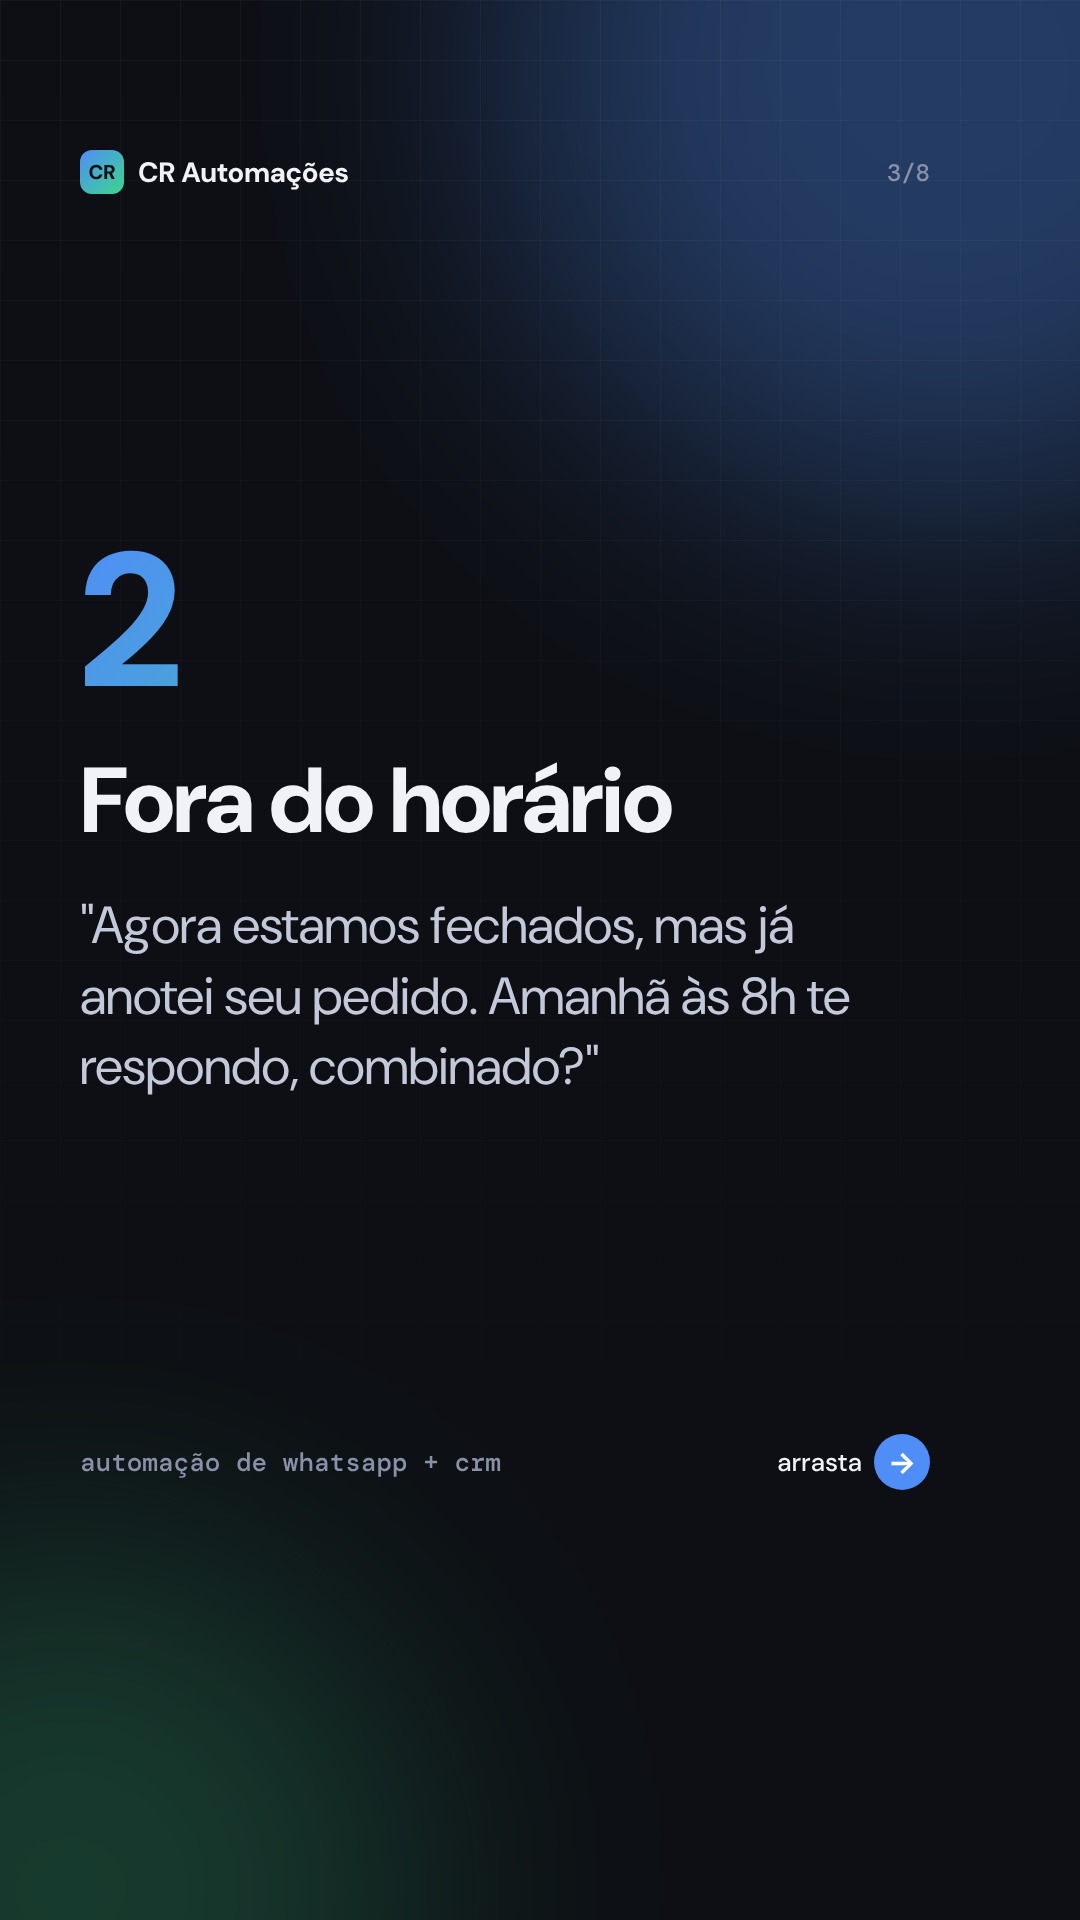 CR CR Automações 3/8
2
Fora do horário
"Agora estamos fechados, mas já
anotei seu pedido. Amanhã às 8h te
respondo, combinado?"
automação de whatsapp + crm arrasta →